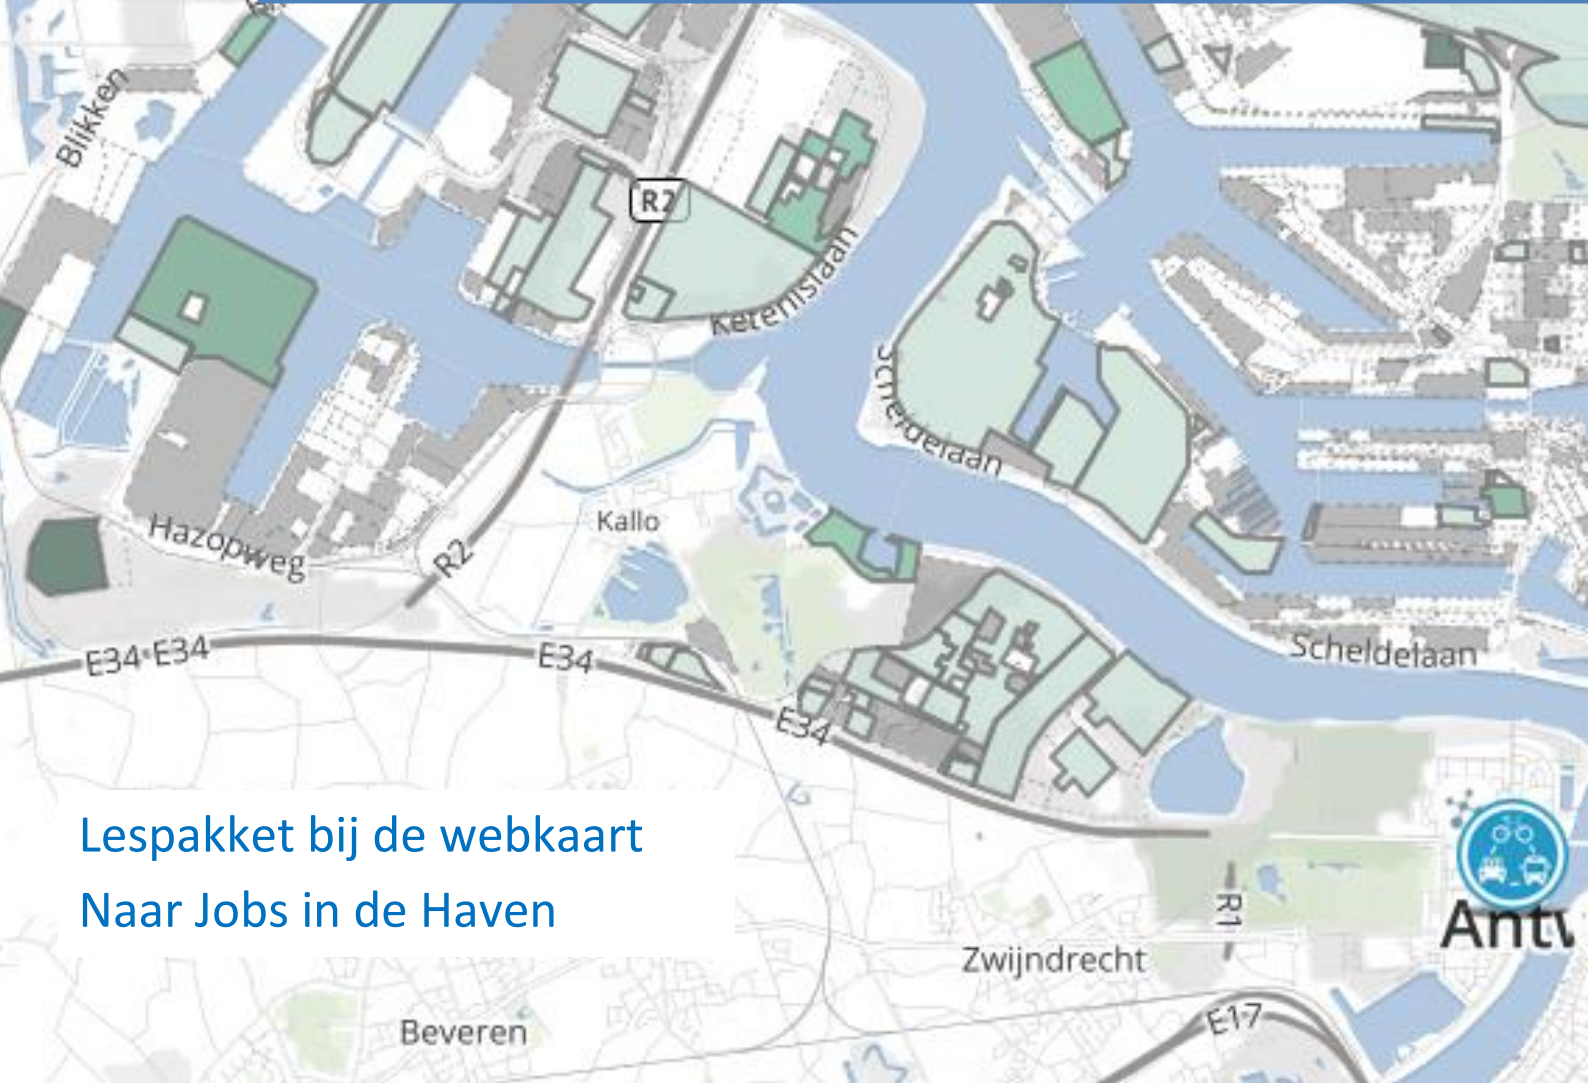 Blikken
R2
Ketenislaan
Scheldelaan
Hazopweg
R2
Kallo
E34
E34
E34
E34
Scheldelaan
Lespakket bij de webkaart
Naar Jobs in de Haven
R1
Antw
Zwijndrecht
E17
Beveren